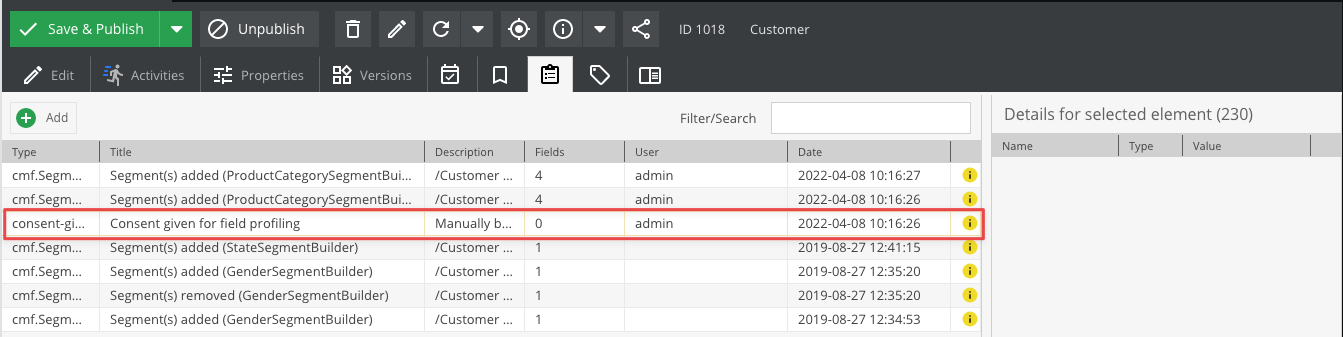 Save & Publish Unpublish ID 1018 Customer
Edit Activities Properties Versions
Add Filter/Search Details for selected element (230)
Type Title Description Fields User Date Name Type Value
cmf.Segm... Segment(s) added (ProductCategorySegmentBui... /Customer ... 4 admin 2022-04-08 10:16:27
cmf.Segm... Segment(s) added (ProductCategorySegmentBui... /Customer ... 4 admin 2022-04-08 10:16:26
consent-gi... Consent given for field profiling Manually b... 0 admin 2022-04-08 10:16:26
cmf.Segm... Segment(s) added (StateSegmentBuilder) /Customer ... 1 2019-08-27 12:41:15
cmf.Segm... Segment(s) added (GenderSegmentBuilder) /Customer ... 1 2019-08-27 12:35:20
cmf.Segm... Segment(s) removed (GenderSegmentBuilder) /Customer ... 1 2019-08-27 12:35:20
cmf.Segm... Segment(s) added (GenderSegmentBuilder) /Customer ... 1 2019-08-27 12:34:53